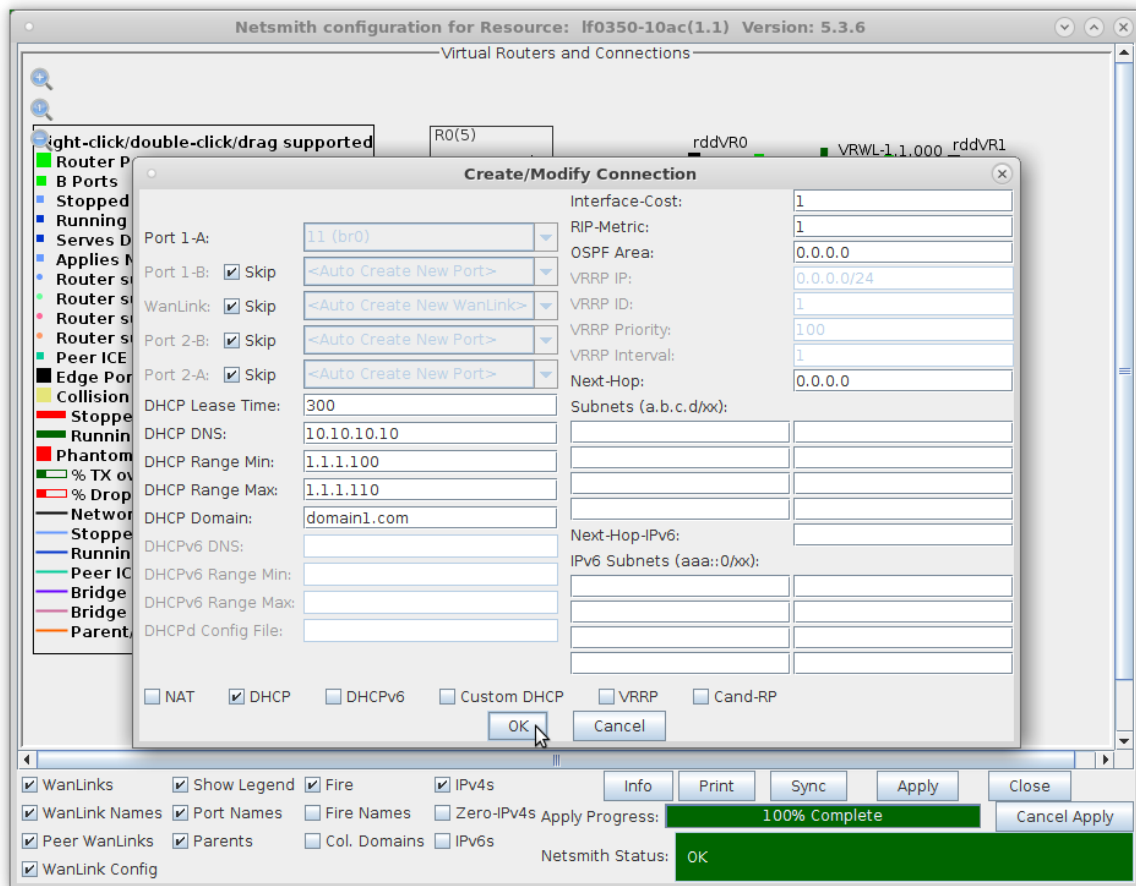 Netsmith configuration for Resource: lf0350-10ac(1.1) Version: 5.3.6
Virtual Routers and Connections
ight-click/double-click/drag supported
Router P
B Ports
Stopped
Running
Serves D
Applies N
Router su
Router su
Router su
Router su
Peer ICE
Edge Por
Collision
Stoppe
Runnin
Phantom
% TX ov
% Drop
Networ
Stoppe
Runnin
Peer IC
Bridge
Bridge
Parent/
R0(5)
rddVR0
VRWL-1.1.000
rddVR1
Create/Modify Connection
Port 1-A: 11 (br0)
Port 1-B: Skip <Auto Create New Port>
WanLink: Skip <Auto Create New WanLink>
Port 2-B: Skip <Auto Create New Port>
Port 2-A: Skip <Auto Create New Port>
DHCP Lease Time: 300
DHCP DNS: 10.10.10.10
DHCP Range Min: 1.1.1.100
DHCP Range Max: 1.1.1.110
DHCP Domain: domain1.com
DHCPv6 DNS:
DHCPv6 Range Min:
DHCPv6 Range Max:
DHCPd Config File:
Interface-Cost: 1
RIP-Metric: 1
OSPF Area: 0.0.0.0
VRRP IP: 0.0.0.0/24
VRRP ID: 1
VRRP Priority: 100
VRRP Interval: 1
Next-Hop: 0.0.0.0
Subnets (a.b.c.d/xx):
Next-Hop-IPv6:
IPv6 Subnets (aaa::0/xx):
NAT DHCP DHCPv6 Custom DHCP VRRP Cand-RP
OK Cancel
WanLinks Show Legend Fire IPv4s Info Print Sync Apply Close
WanLink Names Port Names Fire Names Zero-IPv4s Apply Progress: 100% Complete Cancel Apply
Peer WanLinks Parents Col. Domains IPv6s Netsmith Status: OK
WanLink Config